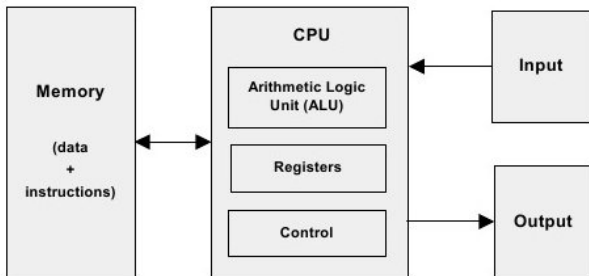 Memory
(data
+
instructions)
CPU
Arithmetic Logic
Unit (ALU)
Registers
Control
Input
Output